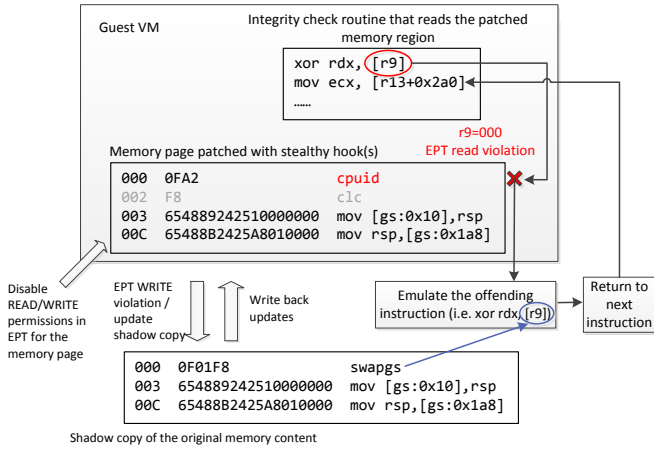 Guest VM
Integrity check routine that reads the patched
memory region
xor rdx, [r9]
mov ecx, [r13+0x2a0]
……
r9=000
EPT read violation
Memory page patched with stealthy hook(s)
000 0FA2 cpuid
002 F8 clc
003 654889242510000000 mov [gs:0x10],rsp
00C 65488B2425A8010000 mov rsp,[gs:0x1a8]
Disable
READ/WRITE
permissions in
EPT for the
memory page
EPT WRITE
violation /
update
shadow copy
Write back
updates
Emulate the offending
instruction (i.e. xor rdx, [r9])
Return to
next
instruction
000 0F01F8 swapgs
003 654889242510000000 mov [gs:0x10],rsp
00C 65488B2425A8010000 mov rsp,[gs:0x1a8]
Shadow copy of the original memory content